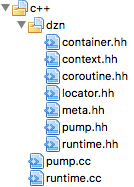 c++
dzn
container.hh
context.hh
coroutine.hh
locator.hh
meta.hh
pump.hh
runtime.hh
pump.cc
runtime.cc